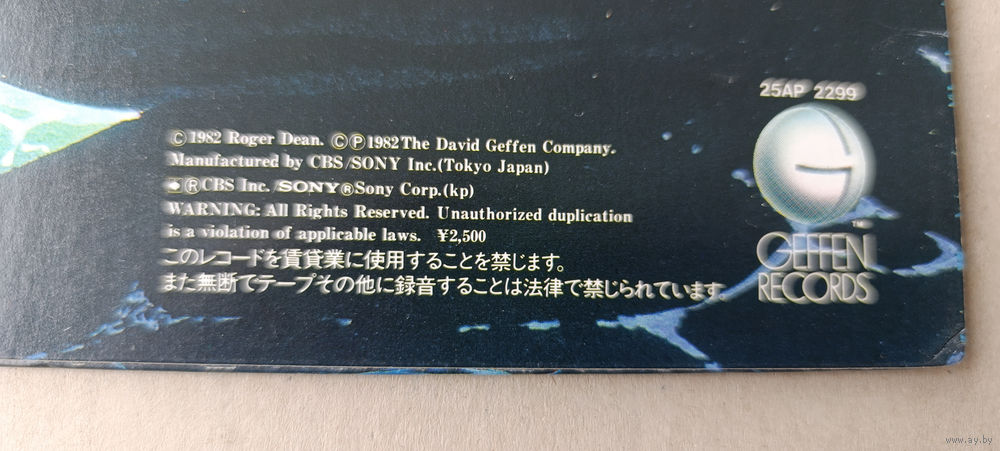 25AP 2299
©1982 Roger Dean. ©℗1982 The David Geffen Company.
Manufactured by CBS/SONY Inc.(Tokyo Japan)
®CBS Inc./SONY®Sony Corp.(kp)
WARNING: All Rights Reserved. Unauthorized duplication
is a violation of applicable laws. ¥2,500
このレコードを賃貸業に使用することを禁じます。
また無断でテープその他に録音することは法律で禁じられています。
G
TM
GEFFEN
RECORDS
www.ay.by